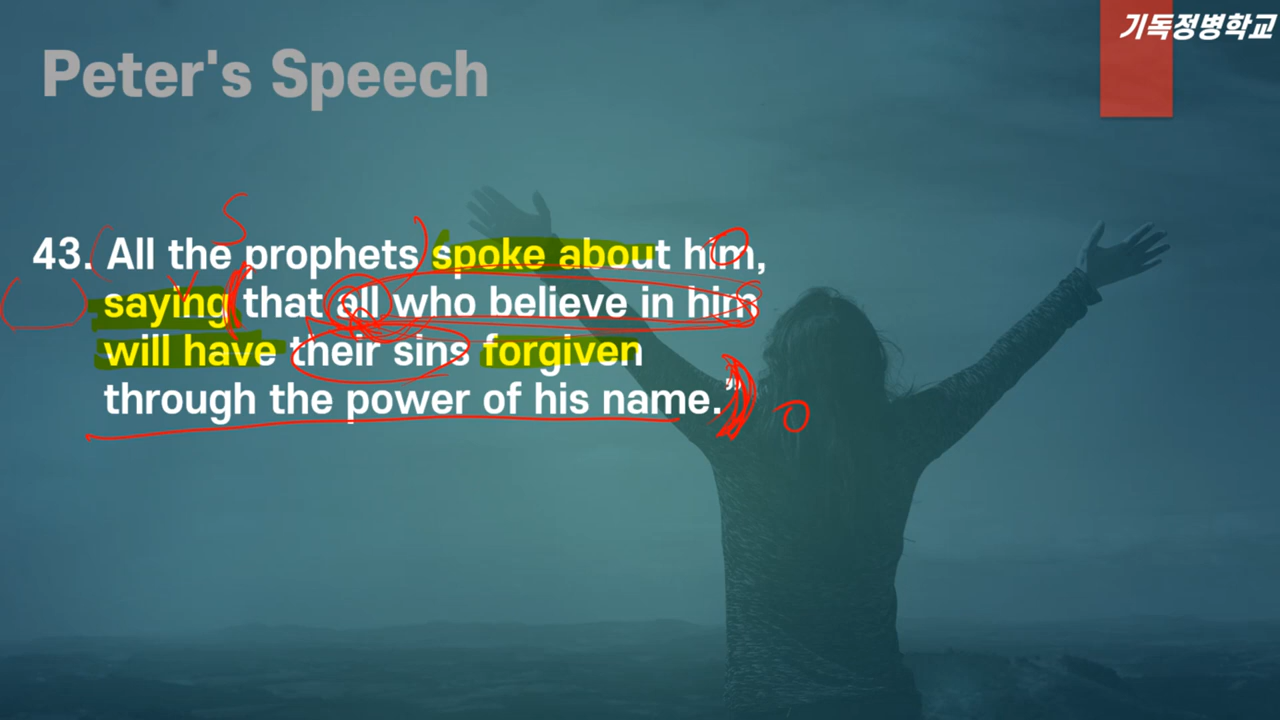 기독정병학교
Peter's Speech
S
43. All the prophets spoke about him,
saying that all who believe in him
will have their sins forgiven
through the power of his name.”